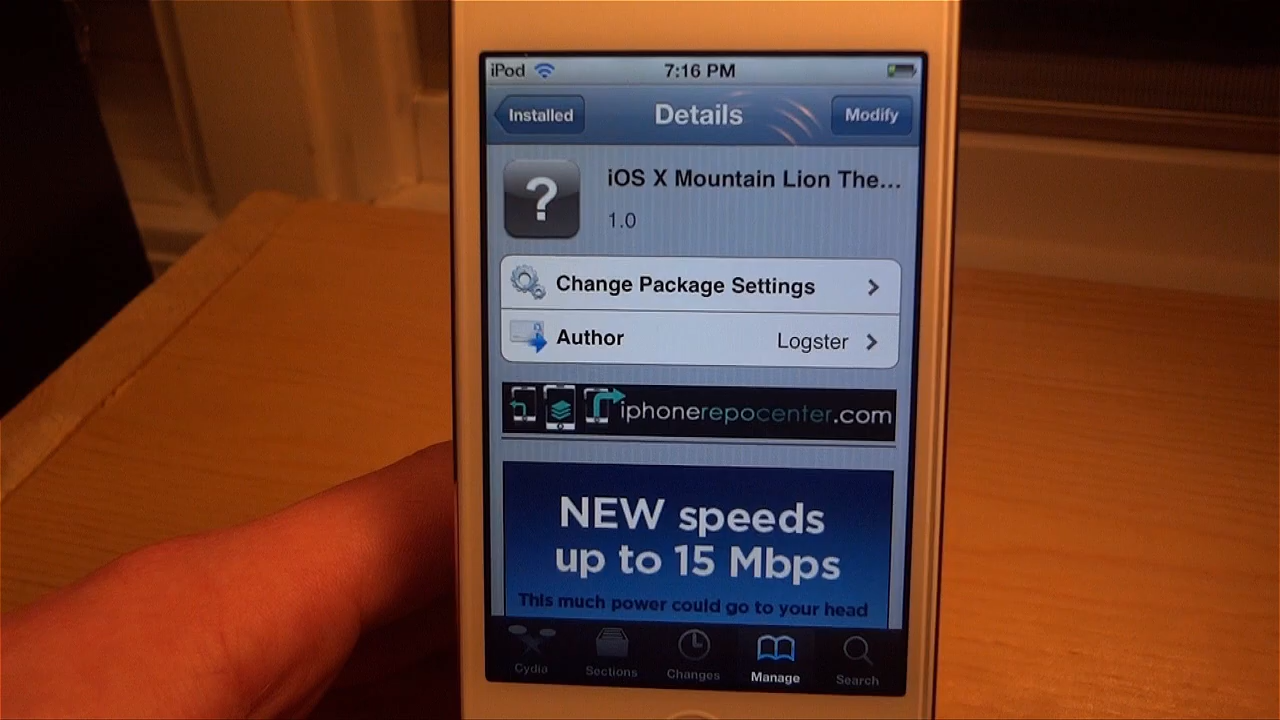 iPod 7:16 PM
Installed Details Modify
?
iOS X Mountain Lion The...
1.0
Change Package Settings
Author Logster
iphonerepocenter.com
NEW speeds
up to 15 Mbps
This much power could go to your head
Cydia Sections Changes Manage Search